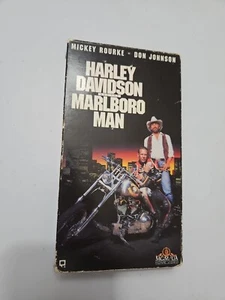 MICKEY ROURKE - DON JOHNSON
HARLEY
DAVIDSON
AND THE
MARLBORO
MAN